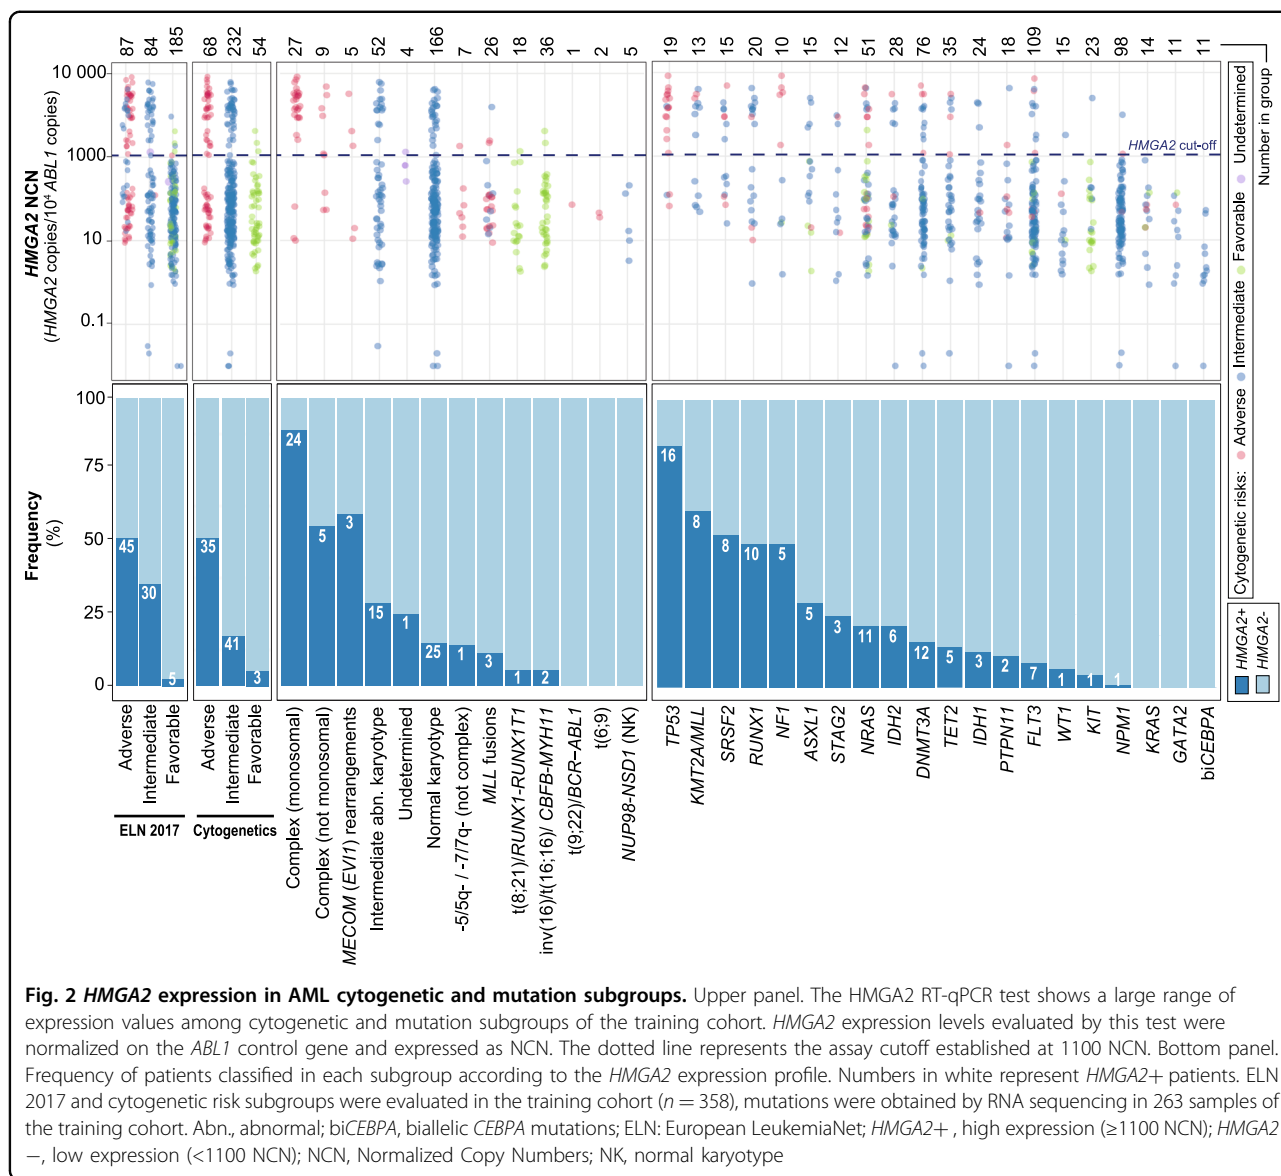 87 84 185 68 232 54 27 9 5 52 4 166 7 26 18 36 1 2 5 19 13 15 20 10 15 12 51 28 76 35 24 18 109 15 23 98 14 11 11
Number in group
HMGA2 NCN
(HMGA2 copies/10⁴ ABL1 copies)
10 000
1000
10
0.1
HMGA2 cut-off
Cytogenetic risks: Adverse Intermediate Favorable Undetermined
Frequency
(%)
100
75
50
25
0
45 30 5 35 41 3 24 5 3 15 1 25 1 3 1 2 16 8 8 10 5 5 3 11 6 12 5 3 2 7 1 1 1
HMGA2+
HMGA2-
Adverse
Intermediate
Favorable
ELN 2017
Adverse
Intermediate
Favorable
Cytogenetics
Complex (monosomal)
Complex (not monosomal)
MECOM (EVI1) rearrangements
Intermediate abn. karyotype
Undetermined
Normal karyotype
-5/5q- / -7/7q- (not complex)
MLL fusions
t(8;21)/RUNX1-RUNX1T1
inv(16)/t(16;16)/ CBFB-MYH11
t(9;22)/BCR–ABL1
t(6;9)
NUP98-NSD1 (NK)
TP53
KMT2A/MLL
SRSF2
RUNX1
NF1
ASXL1
STAG2
NRAS
IDH2
DNMT3A
TET2
IDH1
PTPN11
FLT3
WT1
KIT
NPM1
KRAS
GATA2
biCEBPA
Fig. 2 HMGA2 expression in AML cytogenetic and mutation subgroups. Upper panel. The HMGA2 RT-qPCR test shows a large range of
expression values among cytogenetic and mutation subgroups of the training cohort. HMGA2 expression levels evaluated by this test were
normalized on the ABL1 control gene and expressed as NCN. The dotted line represents the assay cutoff established at 1100 NCN. Bottom panel.
Frequency of patients classified in each subgroup according to the HMGA2 expression profile. Numbers in white represent HMGA2+ patients. ELN
2017 and cytogenetic risk subgroups were evaluated in the training cohort (n = 358), mutations were obtained by RNA sequencing in 263 samples of
the training cohort. Abn., abnormal; biCEBPA, biallelic CEBPA mutations; ELN: European LeukemiaNet; HMGA2+ , high expression (≥1100 NCN); HMGA2
−, low expression (<1100 NCN); NCN, Normalized Copy Numbers; NK, normal karyotype